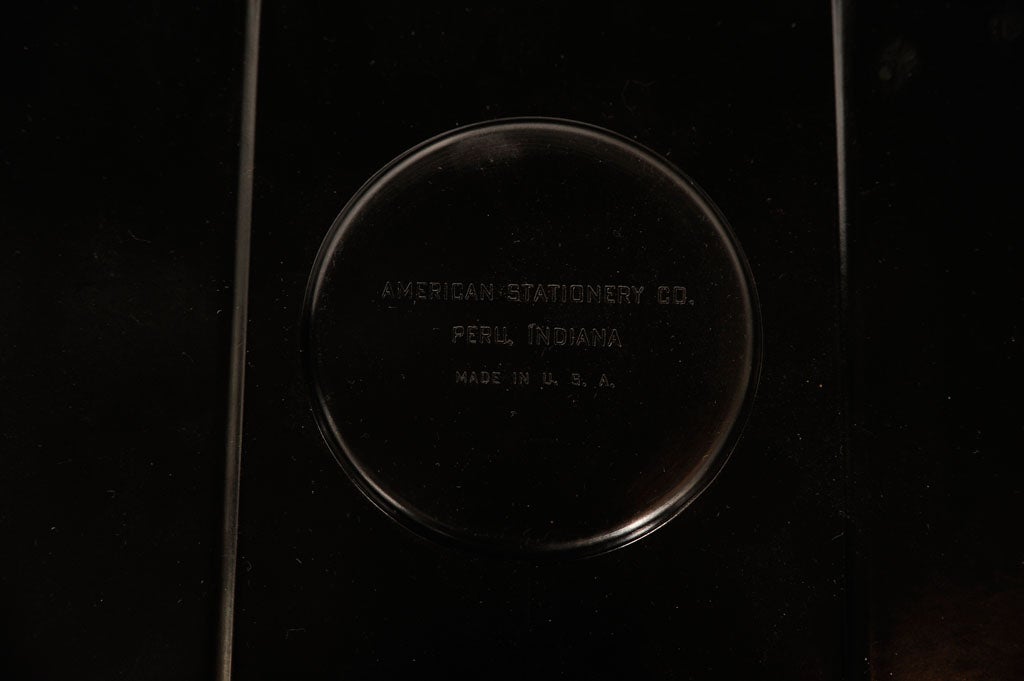 AMERICAN STATIONERY CO.
PERU, INDIANA
MADE IN U. S. A.